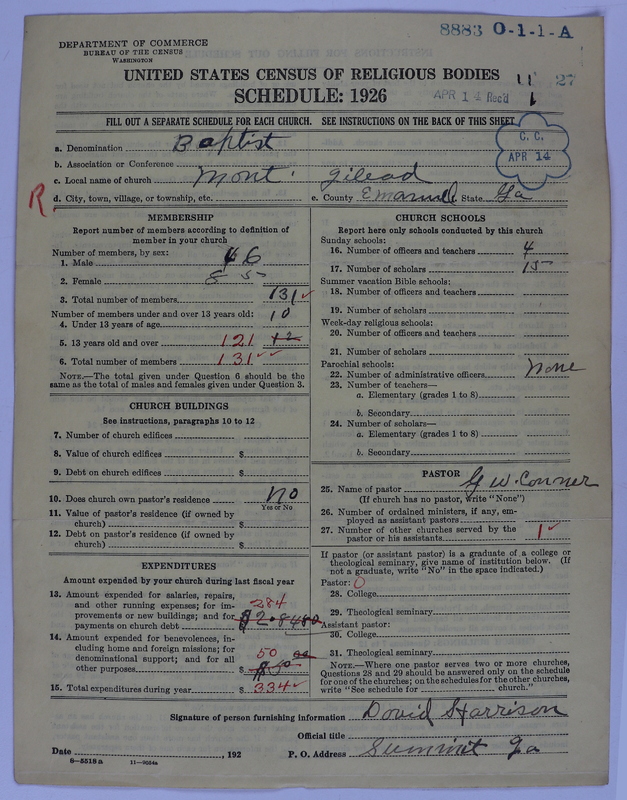 8883 O-1-1-A
DEPARTMENT OF COMMERCE
BUREAU OF THE CENSUS
WASHINGTON
UNITED STATES CENSUS OF RELIGIOUS BODIES
SCHEDULE: 1926
11 27
APR 14 Rec'd 1
FILL OUT A SEPARATE SCHEDULE FOR EACH CHURCH. SEE INSTRUCTIONS ON THE BACK OF THIS SHEET
C. C.
APR 14
a. Denomination Baptist
b. Association or Conference
c. Local name of church Mont. Gilead
R d. City, town, village, or township, etc. e. County Emanuel State Ga
MEMBERSHIP
Report number of members according to definition of
member in your church
Number of members, by sex:
1. Male 46
2. Female 85
3. Total number of members 131
Number of members under and over 13 years old:
4. Under 13 years of age 10
5. 13 years old and over 121 12
6. Total number of members 131
NOTE.—The total given under Question 6 should be the
same as the total of males and females given under Question 3.
CHURCH BUILDINGS
See instructions, paragraphs 10 to 12
7. Number of church edifices
8. Value of church edifices $
9. Debt on church edifices $
10. Does church own pastor's residence No
Yes or No
11. Value of pastor's residence (if owned by
church) $
12. Debt on pastor's residence (if owned by
church) $
EXPENDITURES
Amount expended for your church during last fiscal year
13. Amount expended for salaries, repairs,
and other running expenses; for im-
provements or new buildings; and for
payments on church debt 284
14. Amount expended for benevolences, in-
cluding home and foreign missions; for
denominational support; and for all
other purposes $ 50
15. Total expenditures during year $ 334
CHURCH SCHOOLS
Report here only schools conducted by this church
Sunday schools:
16. Number of officers and teachers 4
17. Number of scholars 15
Summer vacation Bible schools:
18. Number of officers and teachers
19. Number of scholars
Week-day religious schools:
20. Number of officers and teachers
21. Number of scholars
Parochial schools:
22. Number of administrative officers None
23. Number of teachers—
a. Elementary (grades 1 to 8)
b. Secondary
24. Number of scholars—
a. Elementary (grades 1 to 8)
b. Secondary
PASTOR
25. Name of pastor G W. Conner
(If church has no pastor, write "None")
26. Number of ordained ministers, if any, em-
ployed as assistant pastors
27. Number of other churches served by the
pastor or his assistants 1
If pastor (or assistant pastor) is a graduate of a college or
theological seminary, give name of institution below. (If
not a graduate, write "No" in the space indicated.)
Pastor: O
28. College
29. Theological seminary
Assistant pastor:
30. College
31. Theological seminary
NOTE.—Where one pastor serves two or more churches,
Questions 28 and 29 should be answered only on the schedule
for one of the churches; on the schedules for the other churches,
write "See schedule for church."
Signature of person furnishing information David Harrison
Official title
Date , 192 P. O. Address Summit Ga
8—5518 a 11—9054a